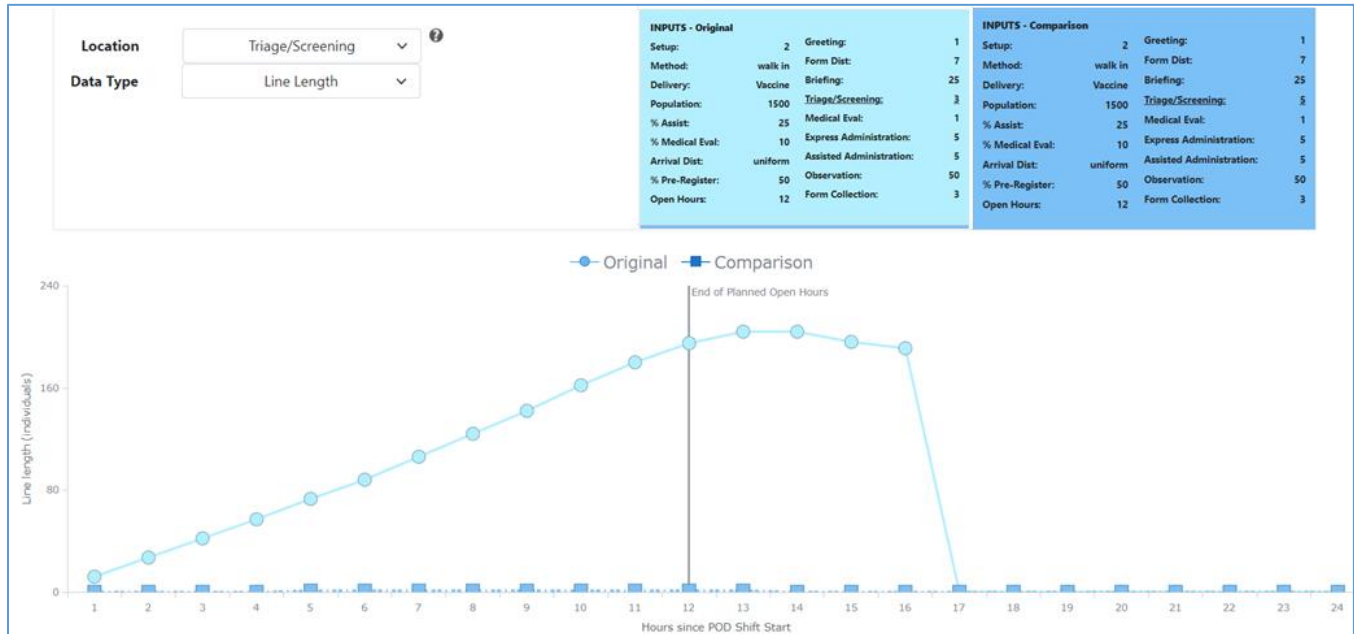 Location
Triage/Screening
?
Data Type
Line Length
INPUTS - Original
Setup: 2
Method: walk in
Delivery: Vaccine
Population: 1500
% Assist: 25
% Medical Eval: 10
Arrival Dist: uniform
% Pre-Register: 50
Open Hours: 12
Greeting: 1
Form Dist: 7
Briefing: 25
Triage/Screening: 3
Medical Eval: 1
Express Administration: 5
Assisted Administration: 5
Observation: 50
Form Collection: 3
INPUTS - Comparison
Setup: 2
Method: walk in
Delivery: Vaccine
Population: 1500
% Assist: 25
% Medical Eval: 10
Arrival Dist: uniform
% Pre-Register: 50
Open Hours: 12
Greeting: 1
Form Dist: 7
Briefing: 25
Triage/Screening: 5
Medical Eval: 1
Express Administration: 5
Assisted Administration: 5
Observation: 50
Form Collection: 3
Original Comparison
End of Planned Open Hours
Line length (individuals)
240
160
80
0
1 2 3 4 5 6 7 8 9 10 11 12 13 14 15 16 17 18 19 20 21 22 23 24
Hours since POD Shift Start